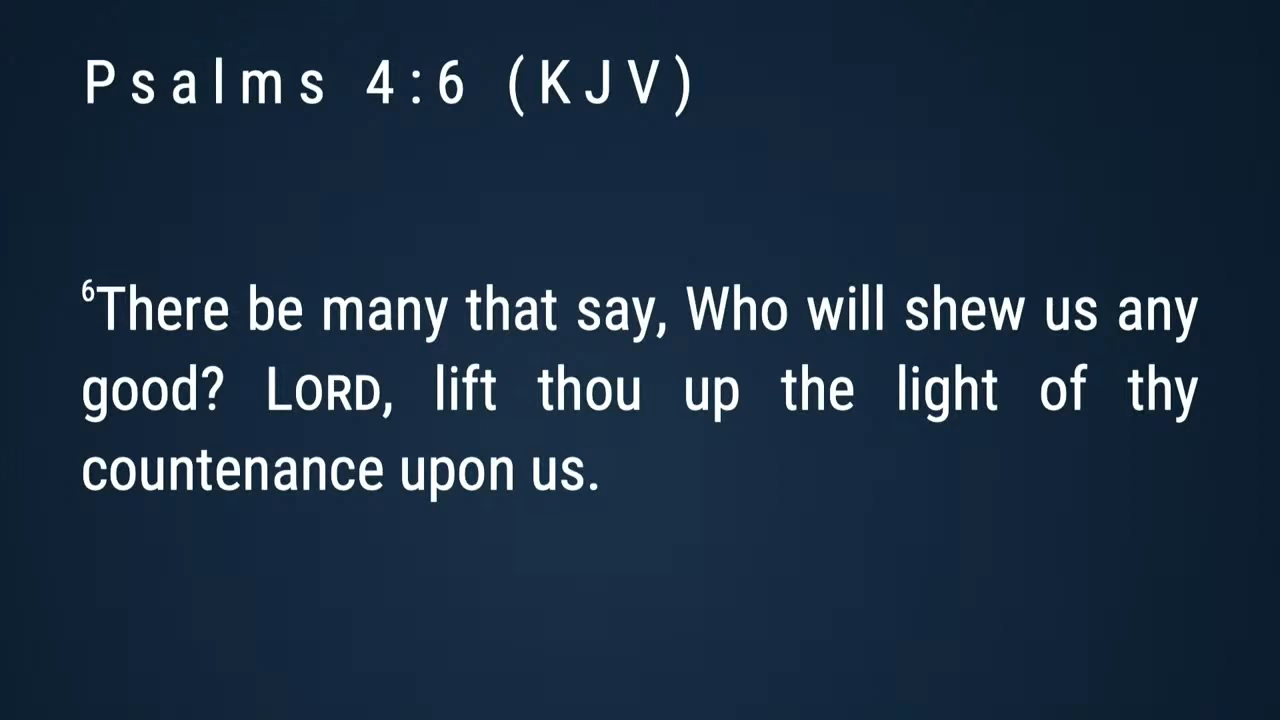 Psalms 4:6 (KJV)
⁶There be many that say, Who will shew us any
good? LORD, lift thou up the light of thy
countenance upon us.